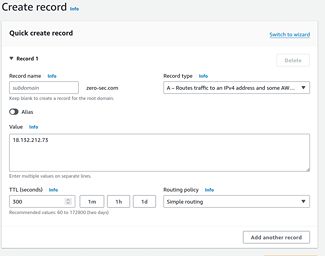 Create record Info
Quick create record
Switch to wizard
Record 1
Delete
Record name Info
Record type Info
subdomain
zero-sec.com
A – Routes traffic to an IPv4 address and some AW...
Keep blank to create a record for the root domain.
Alias
Value Info
18.132.212.73
Enter multiple values on separate lines.
TTL (seconds) Info
Routing policy Info
300
1m
1h
1d
Simple routing
Recommended values: 60 to 172800 (two days)
Add another record